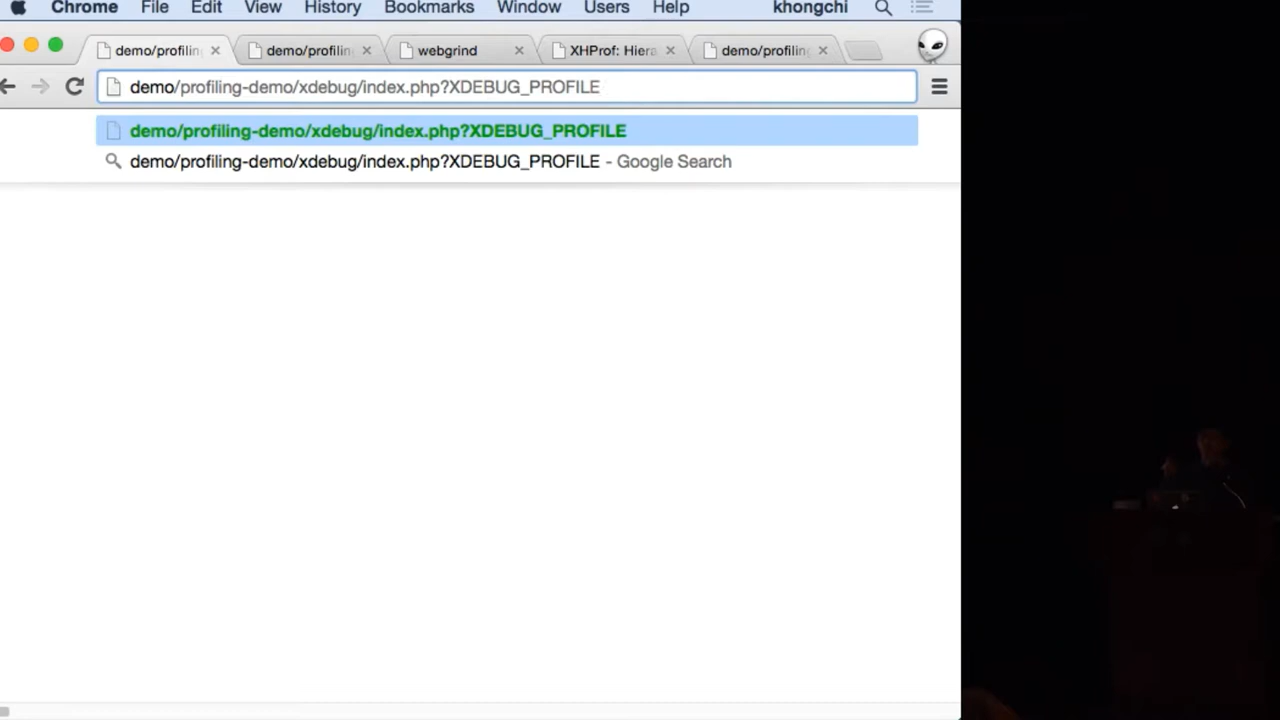 Chrome File Edit View History Bookmarks Window Users Help khongchi
demo/profiling demo/profiling webgrind XHProf: Hiera demo/profiling
demo/profiling-demo/xdebug/index.php?XDEBUG_PROFILE
demo/profiling-demo/xdebug/index.php?XDEBUG_PROFILE
demo/profiling-demo/xdebug/index.php?XDEBUG_PROFILE - Google Search